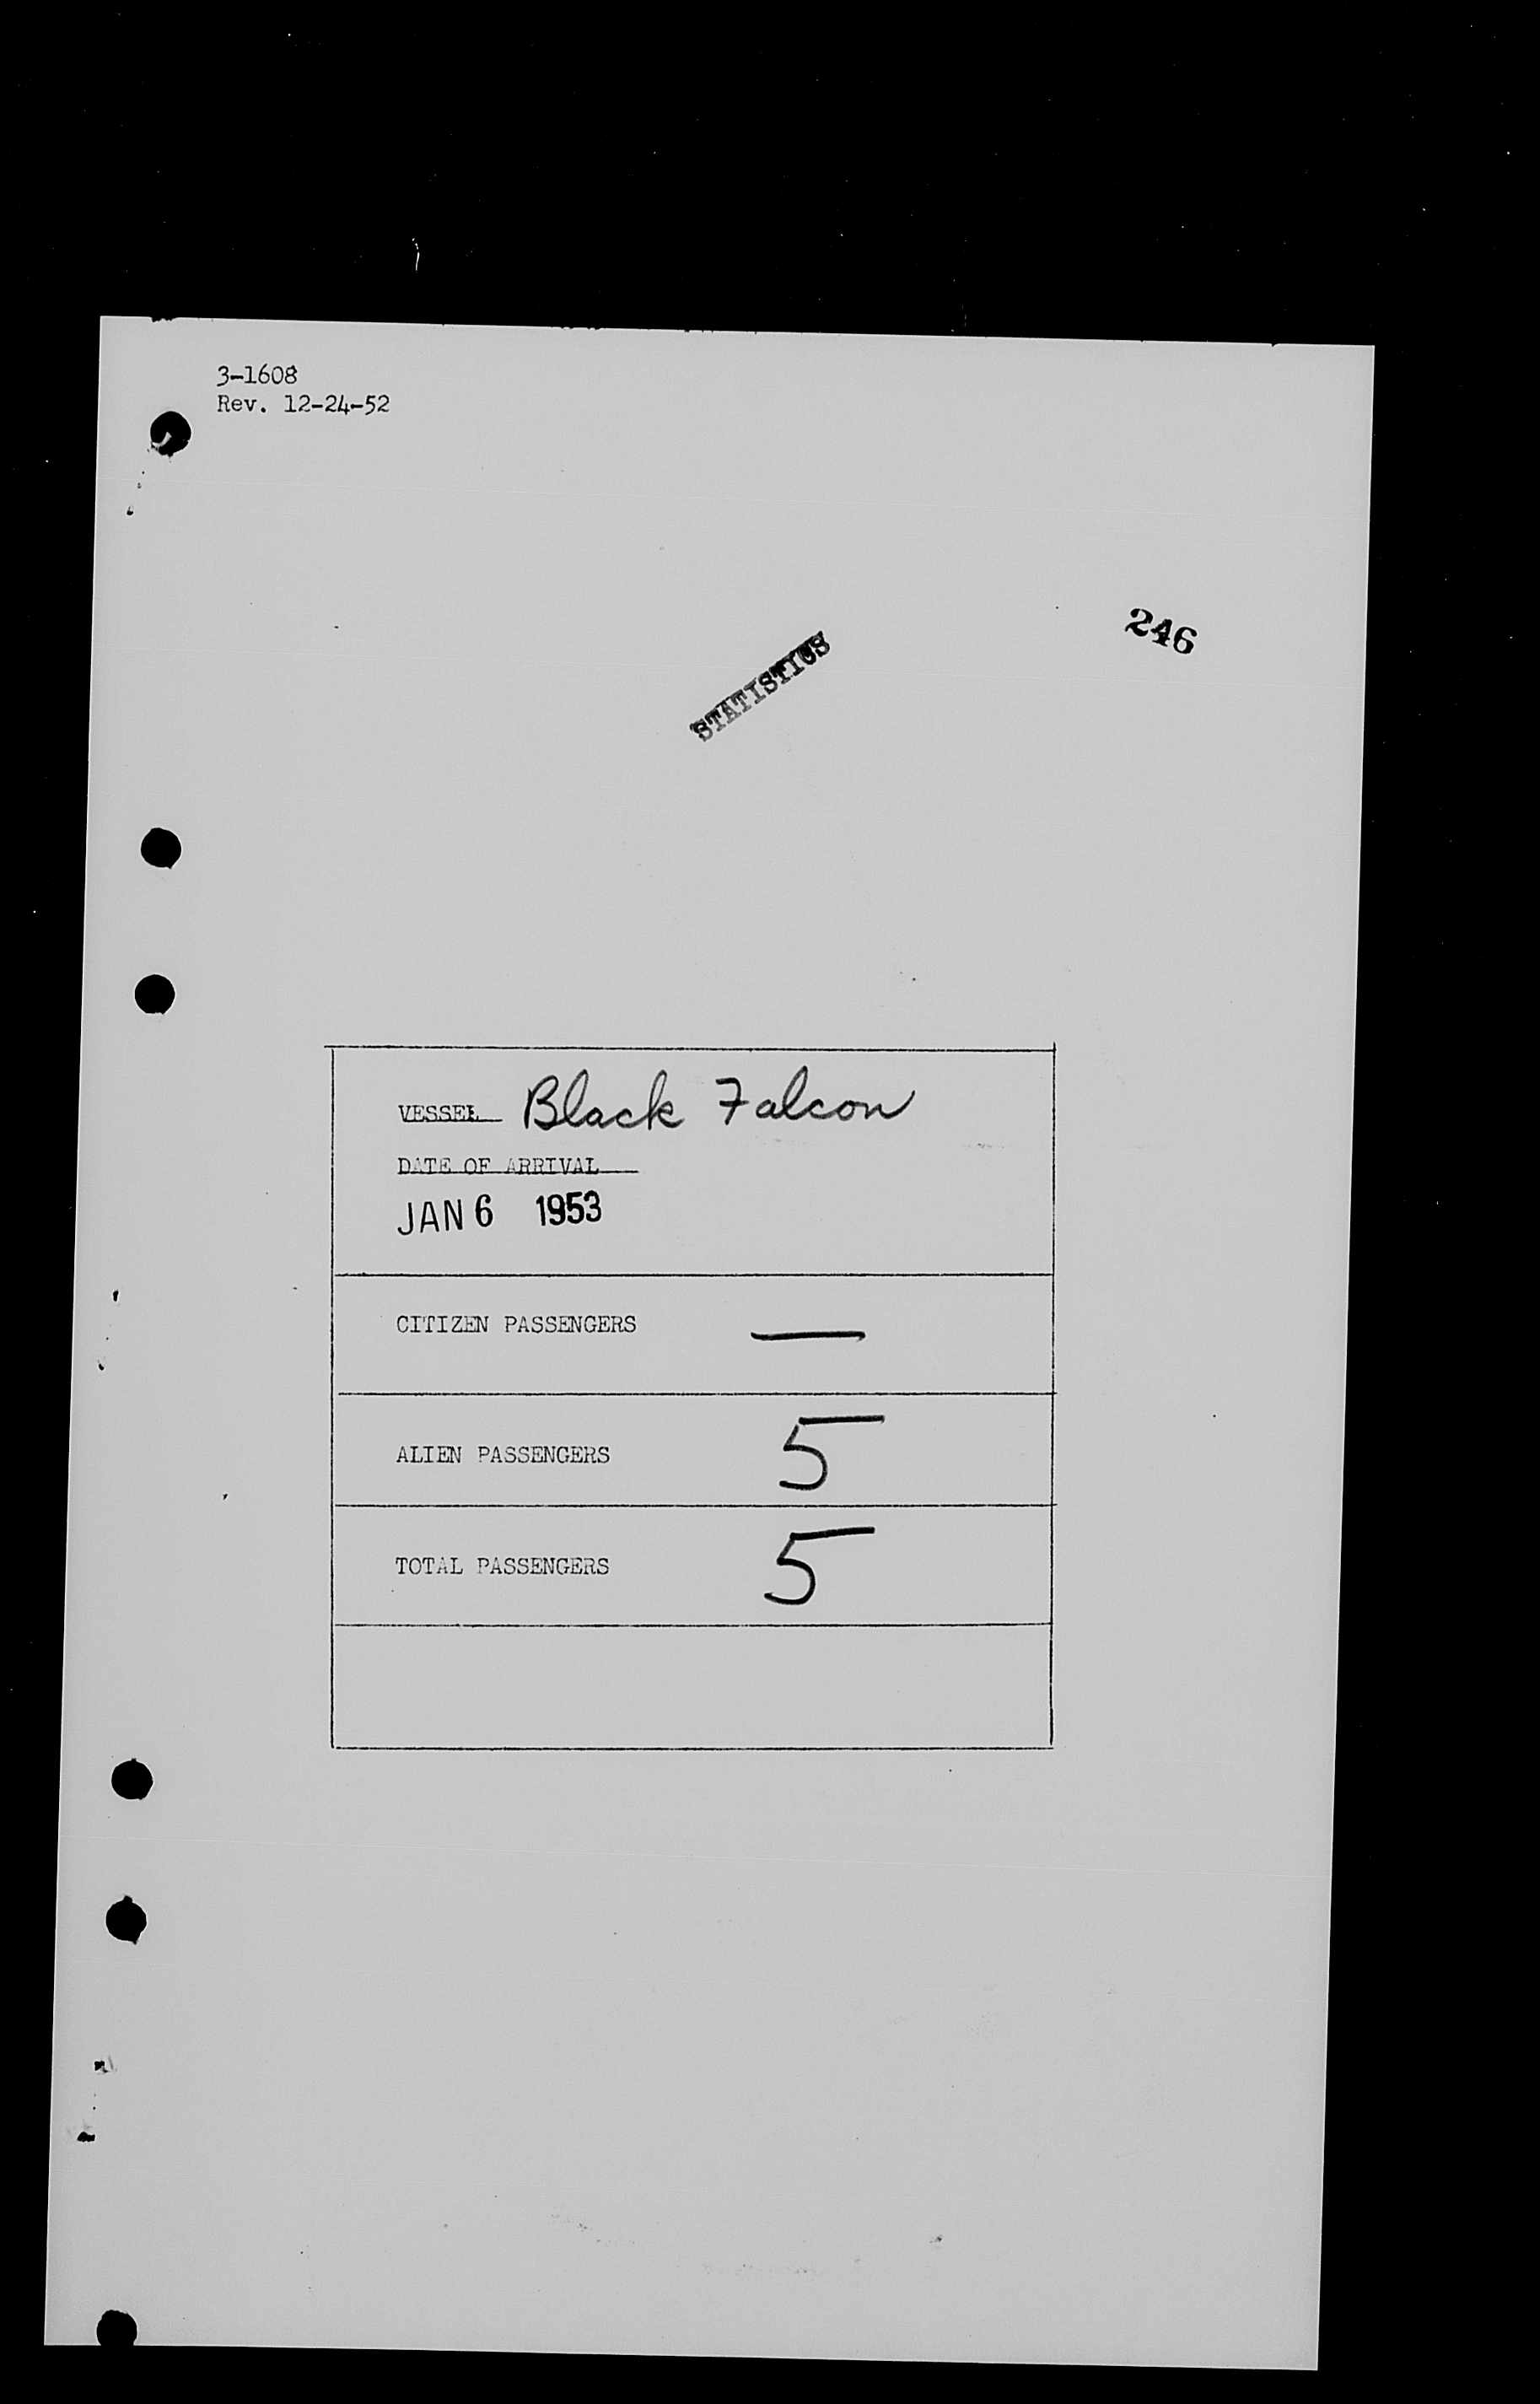 3-1608
Rev. 12-24-52
246
STATISTICS
VESSEL Black Falcon
DATE OF ARRIVAL
JAN 6 1953
CITIZEN PASSENGERS —
ALIEN PASSENGERS 5
TOTAL PASSENGERS 5